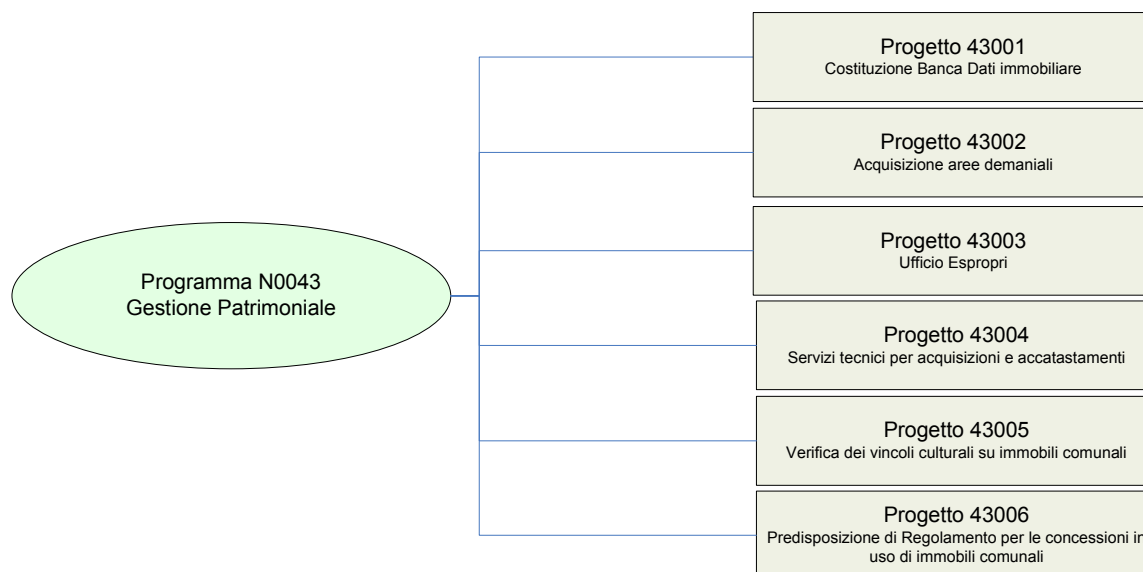 Progetto 43001
Costituzione Banca Dati immobiliare
Progetto 43002
Acquisizione aree demaniali
Progetto 43003
Ufficio Espropri
Programma N0043
Gestione Patrimoniale
Progetto 43004
Servizi tecnici per acquisizioni e accatastamenti
Progetto 43005
Verifica dei vincoli culturali su immobili comunali
Progetto 43006
Predisposizione di Regolamento per le concessioni in
uso di immobili comunali